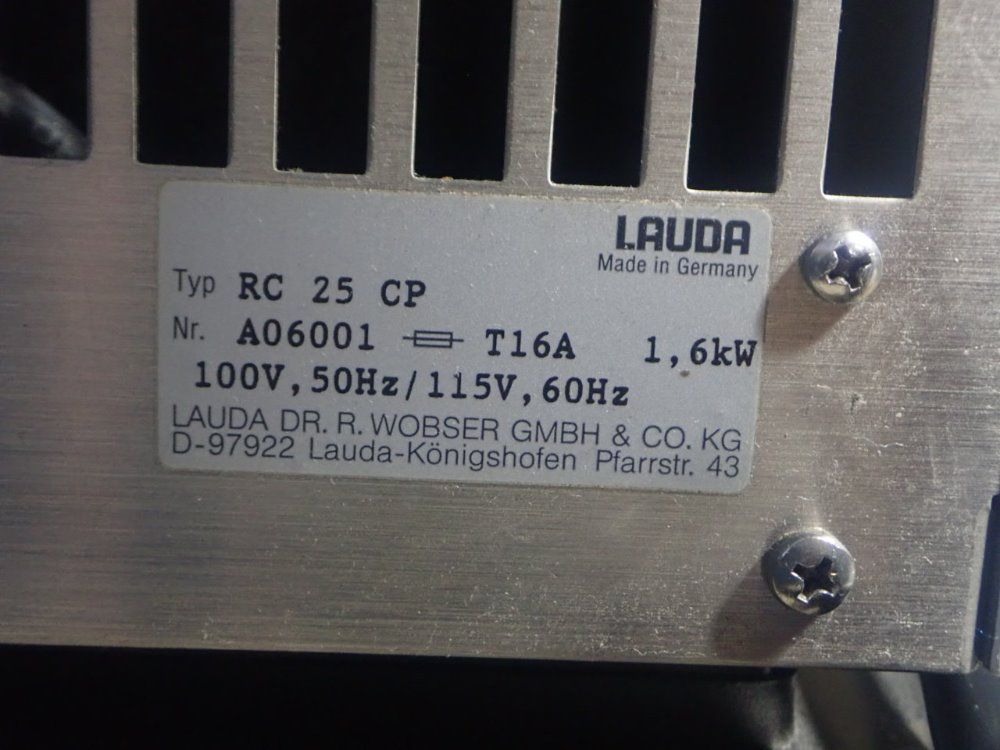 LAUDA
Made in Germany
Typ RC 25 CP
Nr. A06001 T16A 1,6kW
100V,50Hz/115V,60Hz
LAUDA DR. R. WOBSER GMBH & CO. KG
D-97922 Lauda-Königshofen Pfarrstr. 43